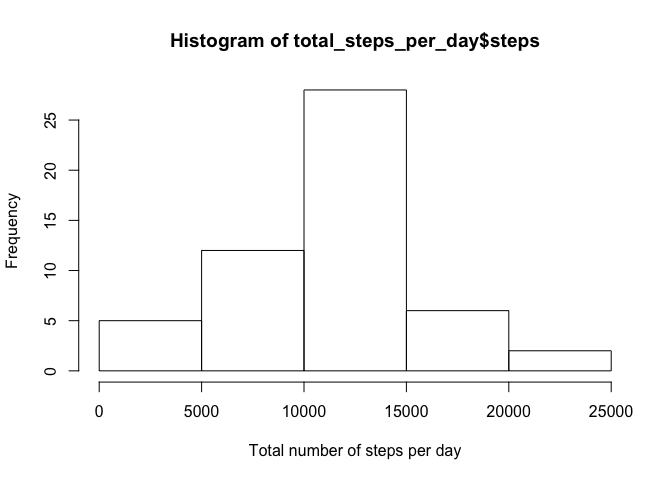 Histogram of total_steps_per_day$steps
Frequency
25
20
15
10
5
0
0 5000 10000 15000 20000 25000
Total number of steps per day